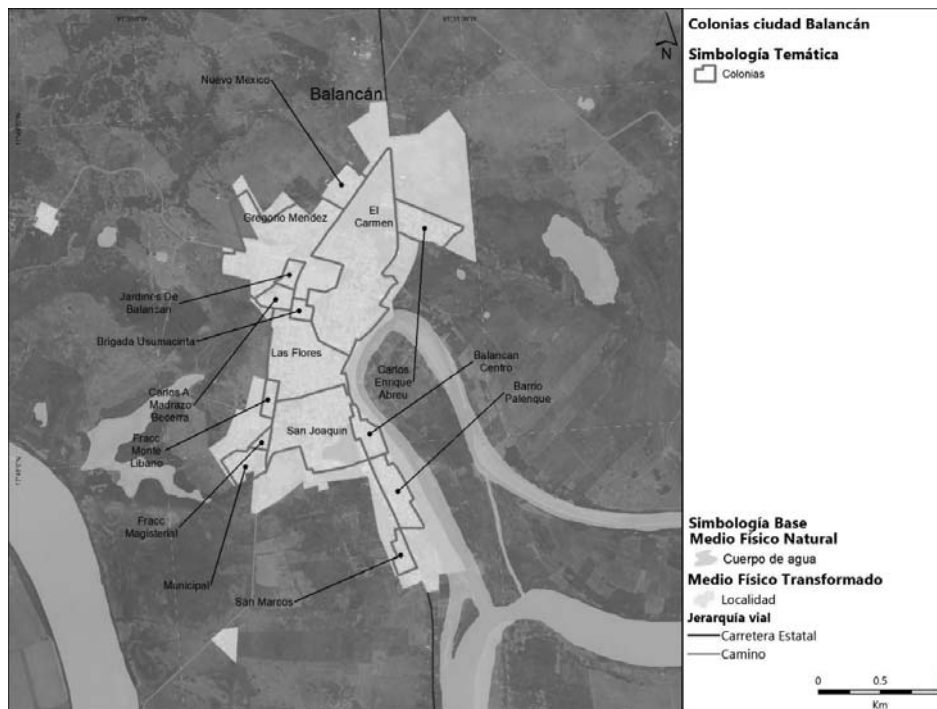 Nuevo México
Balancán
Gregorio Mendez
El
Carmen
Jardines De
Balancan
Brigada Usumacinta
Las Flores
Carlos
Enrique
Abreu
Balancan
Centro
Barrio
Palenque
Carlos A.
Madrazo
Becerra
San Joaquin
Fracc
Monte
Libano
Fracc
Magisterial
Municipal
San Marcos
N
Colonias ciudad Balancán
Simbología Temática
Colonias
Simbología Base
Medio Físico Natural
Cuerpo de agua
Medio Físico Transformado
Localidad
Jerarquía vial
Carretera Estatal
Camino
0 0.5
Km